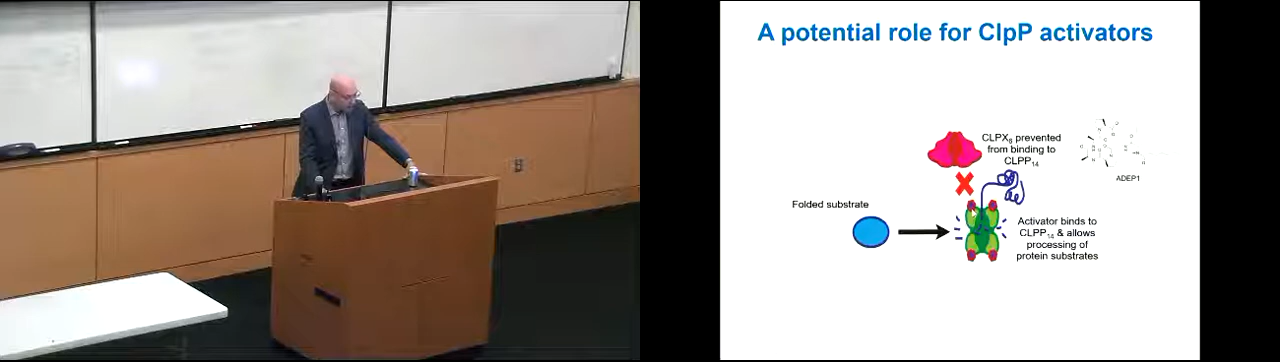 A potential role for ClpP activators
CLPX6 prevented
from binding to
CLPP14
ADEP1
Folded substrate
Activator binds to
CLPP14 & allows
processing of
protein substrates